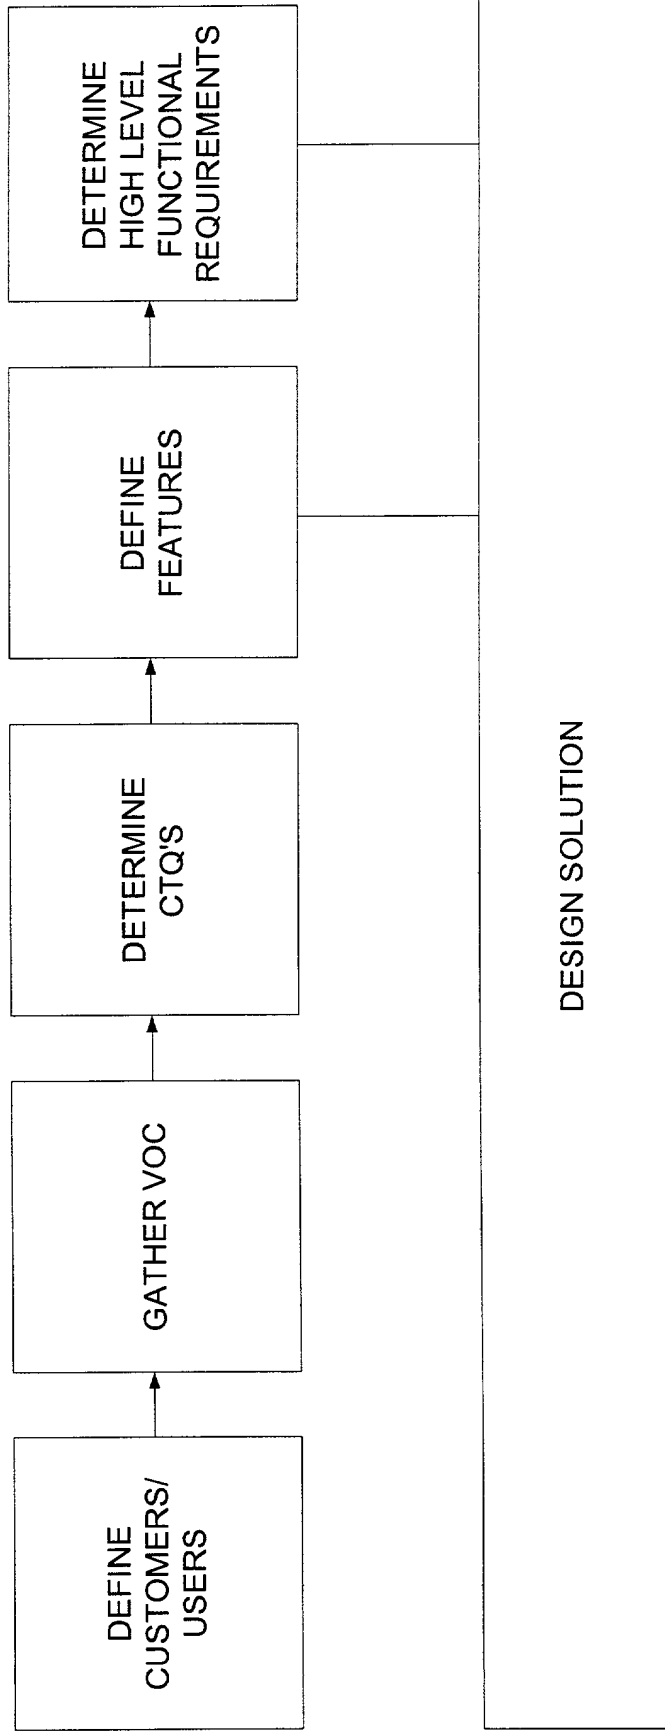 DEFINE
CUSTOMERS/
USERS
GATHER VOC
DETERMINE
CTQ'S
DEFINE
FEATURES
DETERMINE
HIGH LEVEL
FUNCTIONAL
REQUIREMENTS
DESIGN SOLUTION